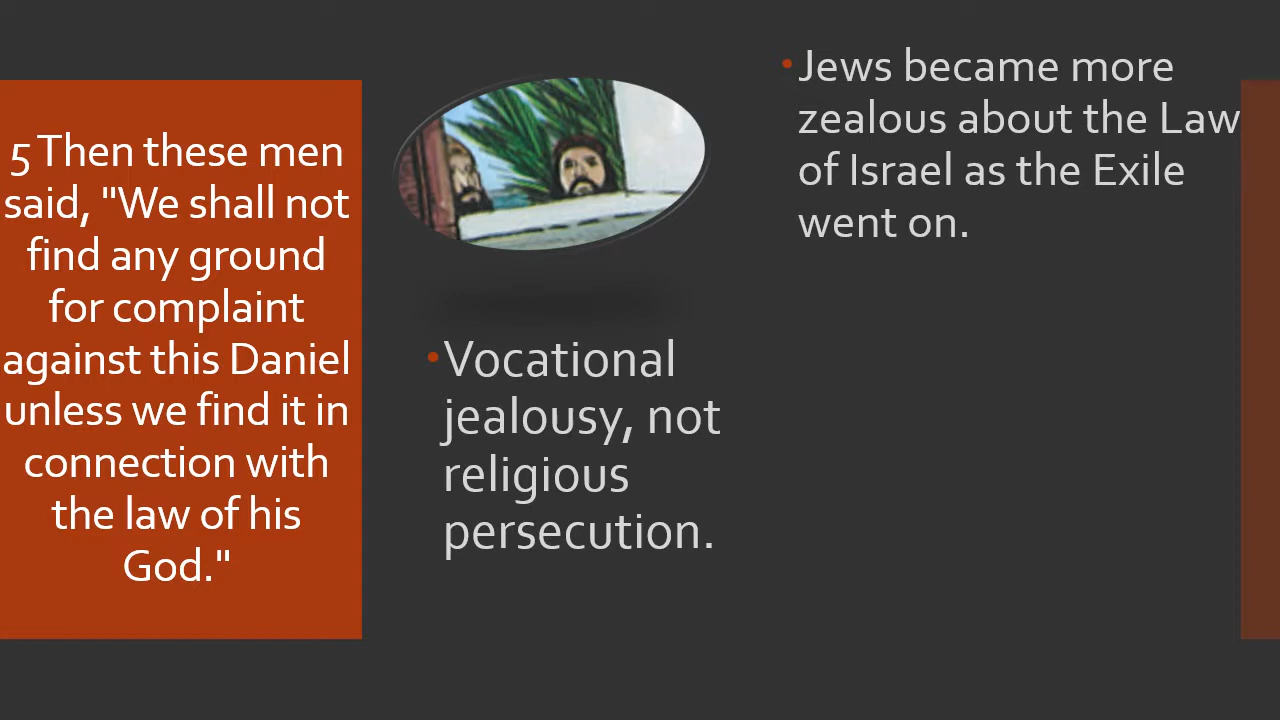 5 Then these men
said, "We shall not
find any ground
for complaint
against this Daniel
unless we find it in
connection with
the law of his
God."
•Vocational
jealousy, not
religious
persecution.
•Jews became more
zealous about the Law
of Israel as the Exile
went on.